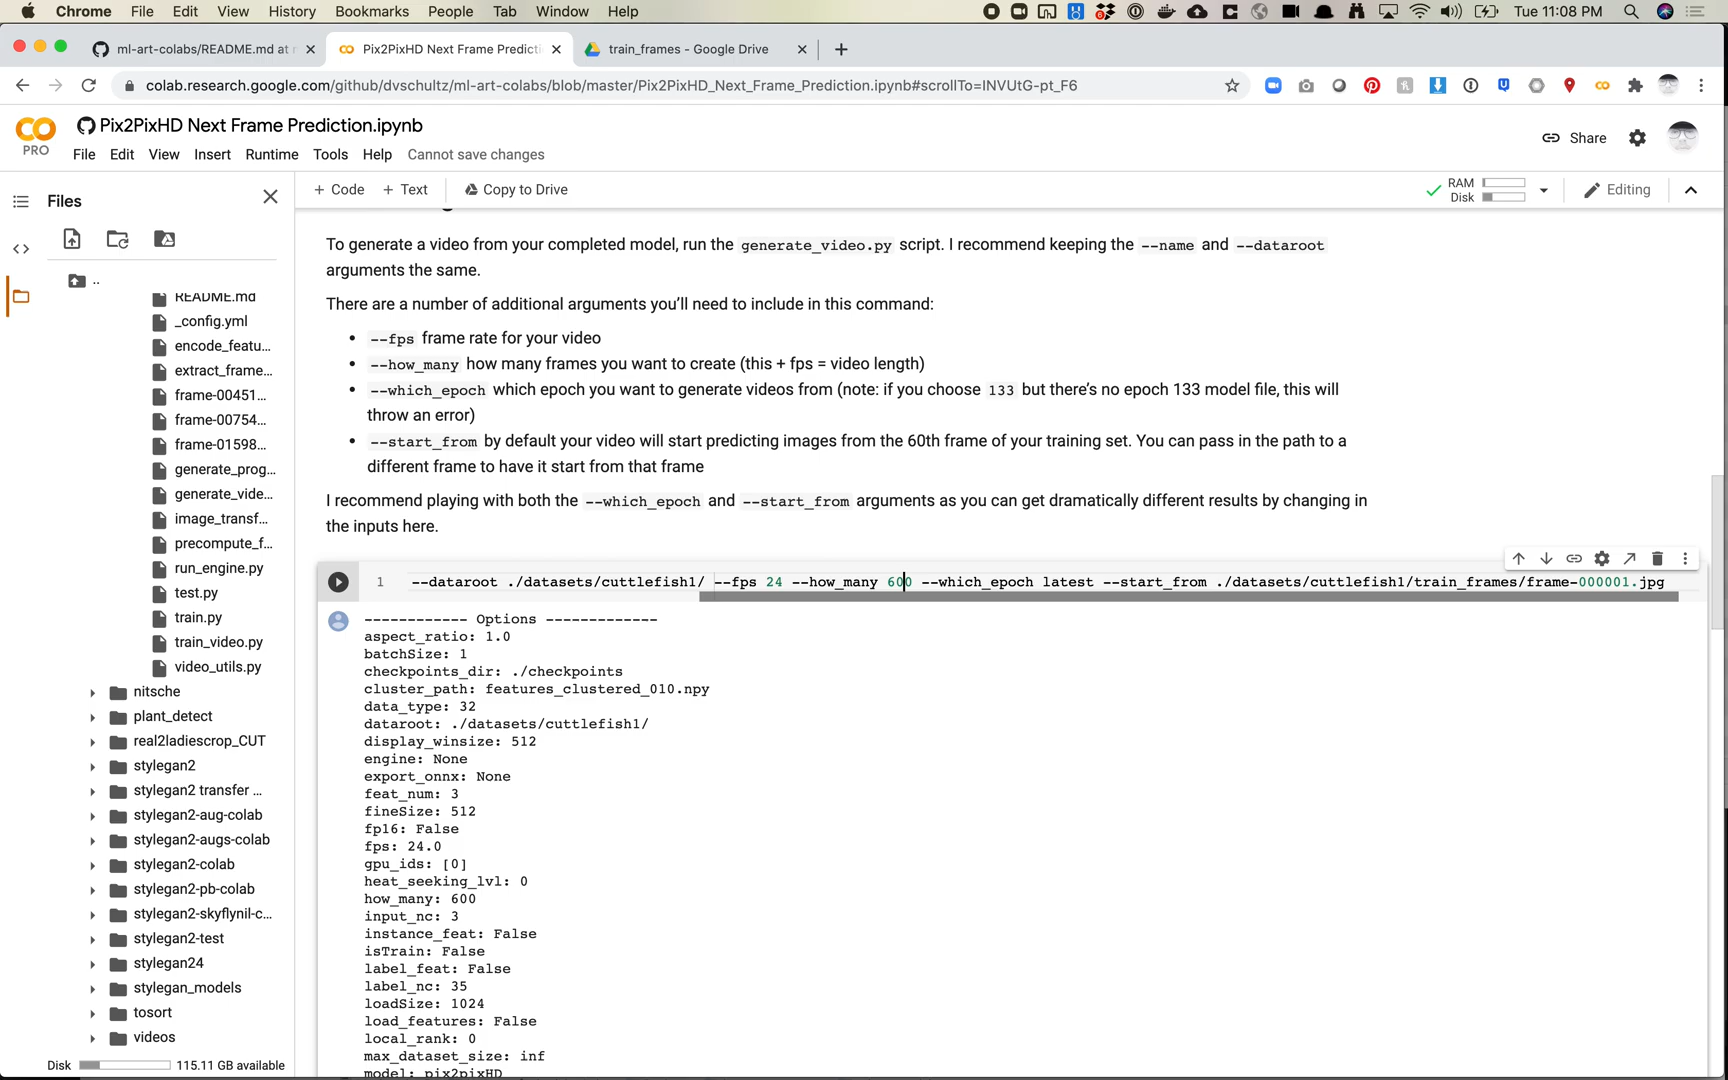 Chrome File Edit View History Bookmarks People Tab Window Help
Tue 11:08 PM
ml-art-colabs/README.md at m
Pix2PixHD Next Frame Predicti
train_frames - Google Drive
colab.research.google.com/github/dvschultz/ml-art-colabs/blob/master/Pix2PixHD_Next_Frame_Prediction.ipynb#scrollTo=INVUtG-pt_F6
CO
PRO
Pix2PixHD Next Frame Prediction.ipynb
File Edit View Insert Runtime Tools Help Cannot save changes
Share
Files
+ Code + Text Copy to Drive
RAM
Disk
Editing
..
README.md
_config.yml
encode_featu...
extract_frame...
frame-00451...
frame-00754...
frame-01598...
generate_prog...
generate_vide...
image_transf...
precompute_f...
run_engine.py
test.py
train.py
train_video.py
video_utils.py
nitsche
plant_detect
real2ladiescrop_CUT
stylegan2
stylegan2 transfer ...
stylegan2-aug-colab
stylegan2-augs-colab
stylegan2-colab
stylegan2-pb-colab
stylegan2-skyflynil-c...
stylegan2-test
stylegan24
stylegan_models
tosort
videos
Disk 115.11 GB available
To generate a video from your completed model, run the generate_video.py script. I recommend keeping the --name and --dataroot
arguments the same.
There are a number of additional arguments you'll need to include in this command:
• --fps frame rate for your video
• --how_many how many frames you want to create (this + fps = video length)
• --which_epoch which epoch you want to generate videos from (note: if you choose 133 but there's no epoch 133 model file, this will
throw an error)
• --start_from by default your video will start predicting images from the 60th frame of your training set. You can pass in the path to a
different frame to have it start from that frame
I recommend playing with both the --which_epoch and --start_from arguments as you can get dramatically different results by changing in
the inputs here.
1 --dataroot ./datasets/cuttlefish1/ --fps 24 --how_many 600 --which_epoch latest --start_from ./datasets/cuttlefish1/train_frames/frame-000001.jpg
------------ Options -------------
aspect_ratio: 1.0
batchSize: 1
checkpoints_dir: ./checkpoints
cluster_path: features_clustered_010.npy
data_type: 32
dataroot: ./datasets/cuttlefish1/
display_winsize: 512
engine: None
export_onnx: None
feat_num: 3
fineSize: 512
fp16: False
fps: 24.0
gpu_ids: [0]
heat_seeking_lvl: 0
how_many: 600
input_nc: 3
instance_feat: False
isTrain: False
label_feat: False
label_nc: 35
loadSize: 1024
load_features: False
local_rank: 0
max_dataset_size: inf
model: pix2pixHD